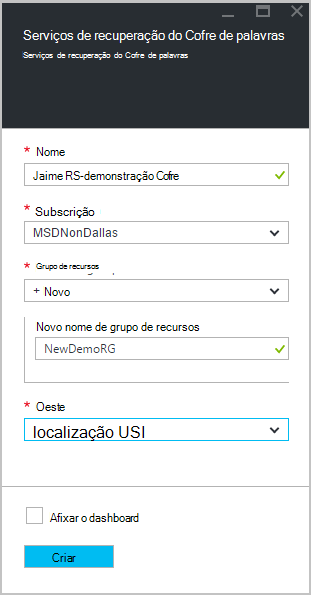 Serviços de recuperação do Cofre de palavras
Serviços de recuperação do Cofre de palavras
* Nome
Jaime RS-demonstração Cofre
* Subscrição
MSDNonDallas
* Grupo de recursos
+ Novo
Novo nome de grupo de recursos
NewDemoRG
* Oeste
localização USI
Afixar o dashboard
Criar